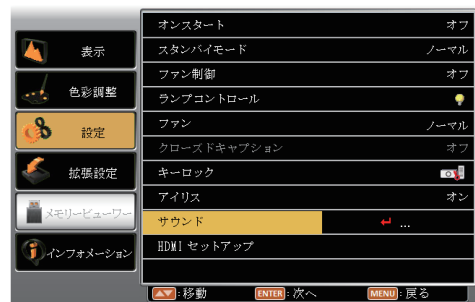 表示
色彩調整
設定
拡張設定
メモリービューワー
インフォメーション
オンスタート オフ
スタンバイモード ノーマル
ファン制御 オフ
ランプコントロール
ファン ノーマル
クローズドキャプション オフ
キーロック
アイリス オン
サウンド ...
HDMI セットアップ
:移動 ENTER:次へ MENU:戻る